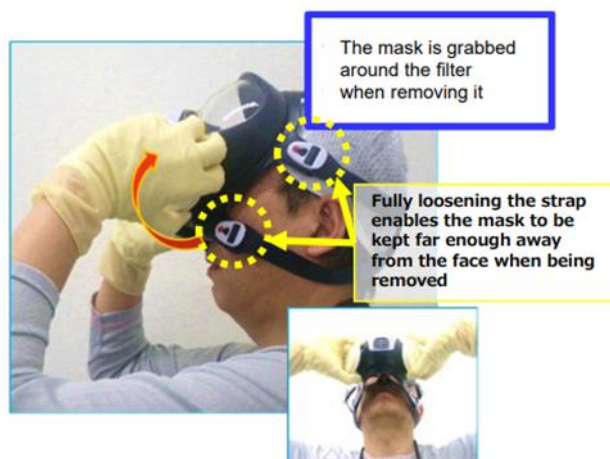 The mask is grabbed
around the filter
when removing it
Fully loosening the strap
enables the mask to be
kept far enough away
from the face when being
removed